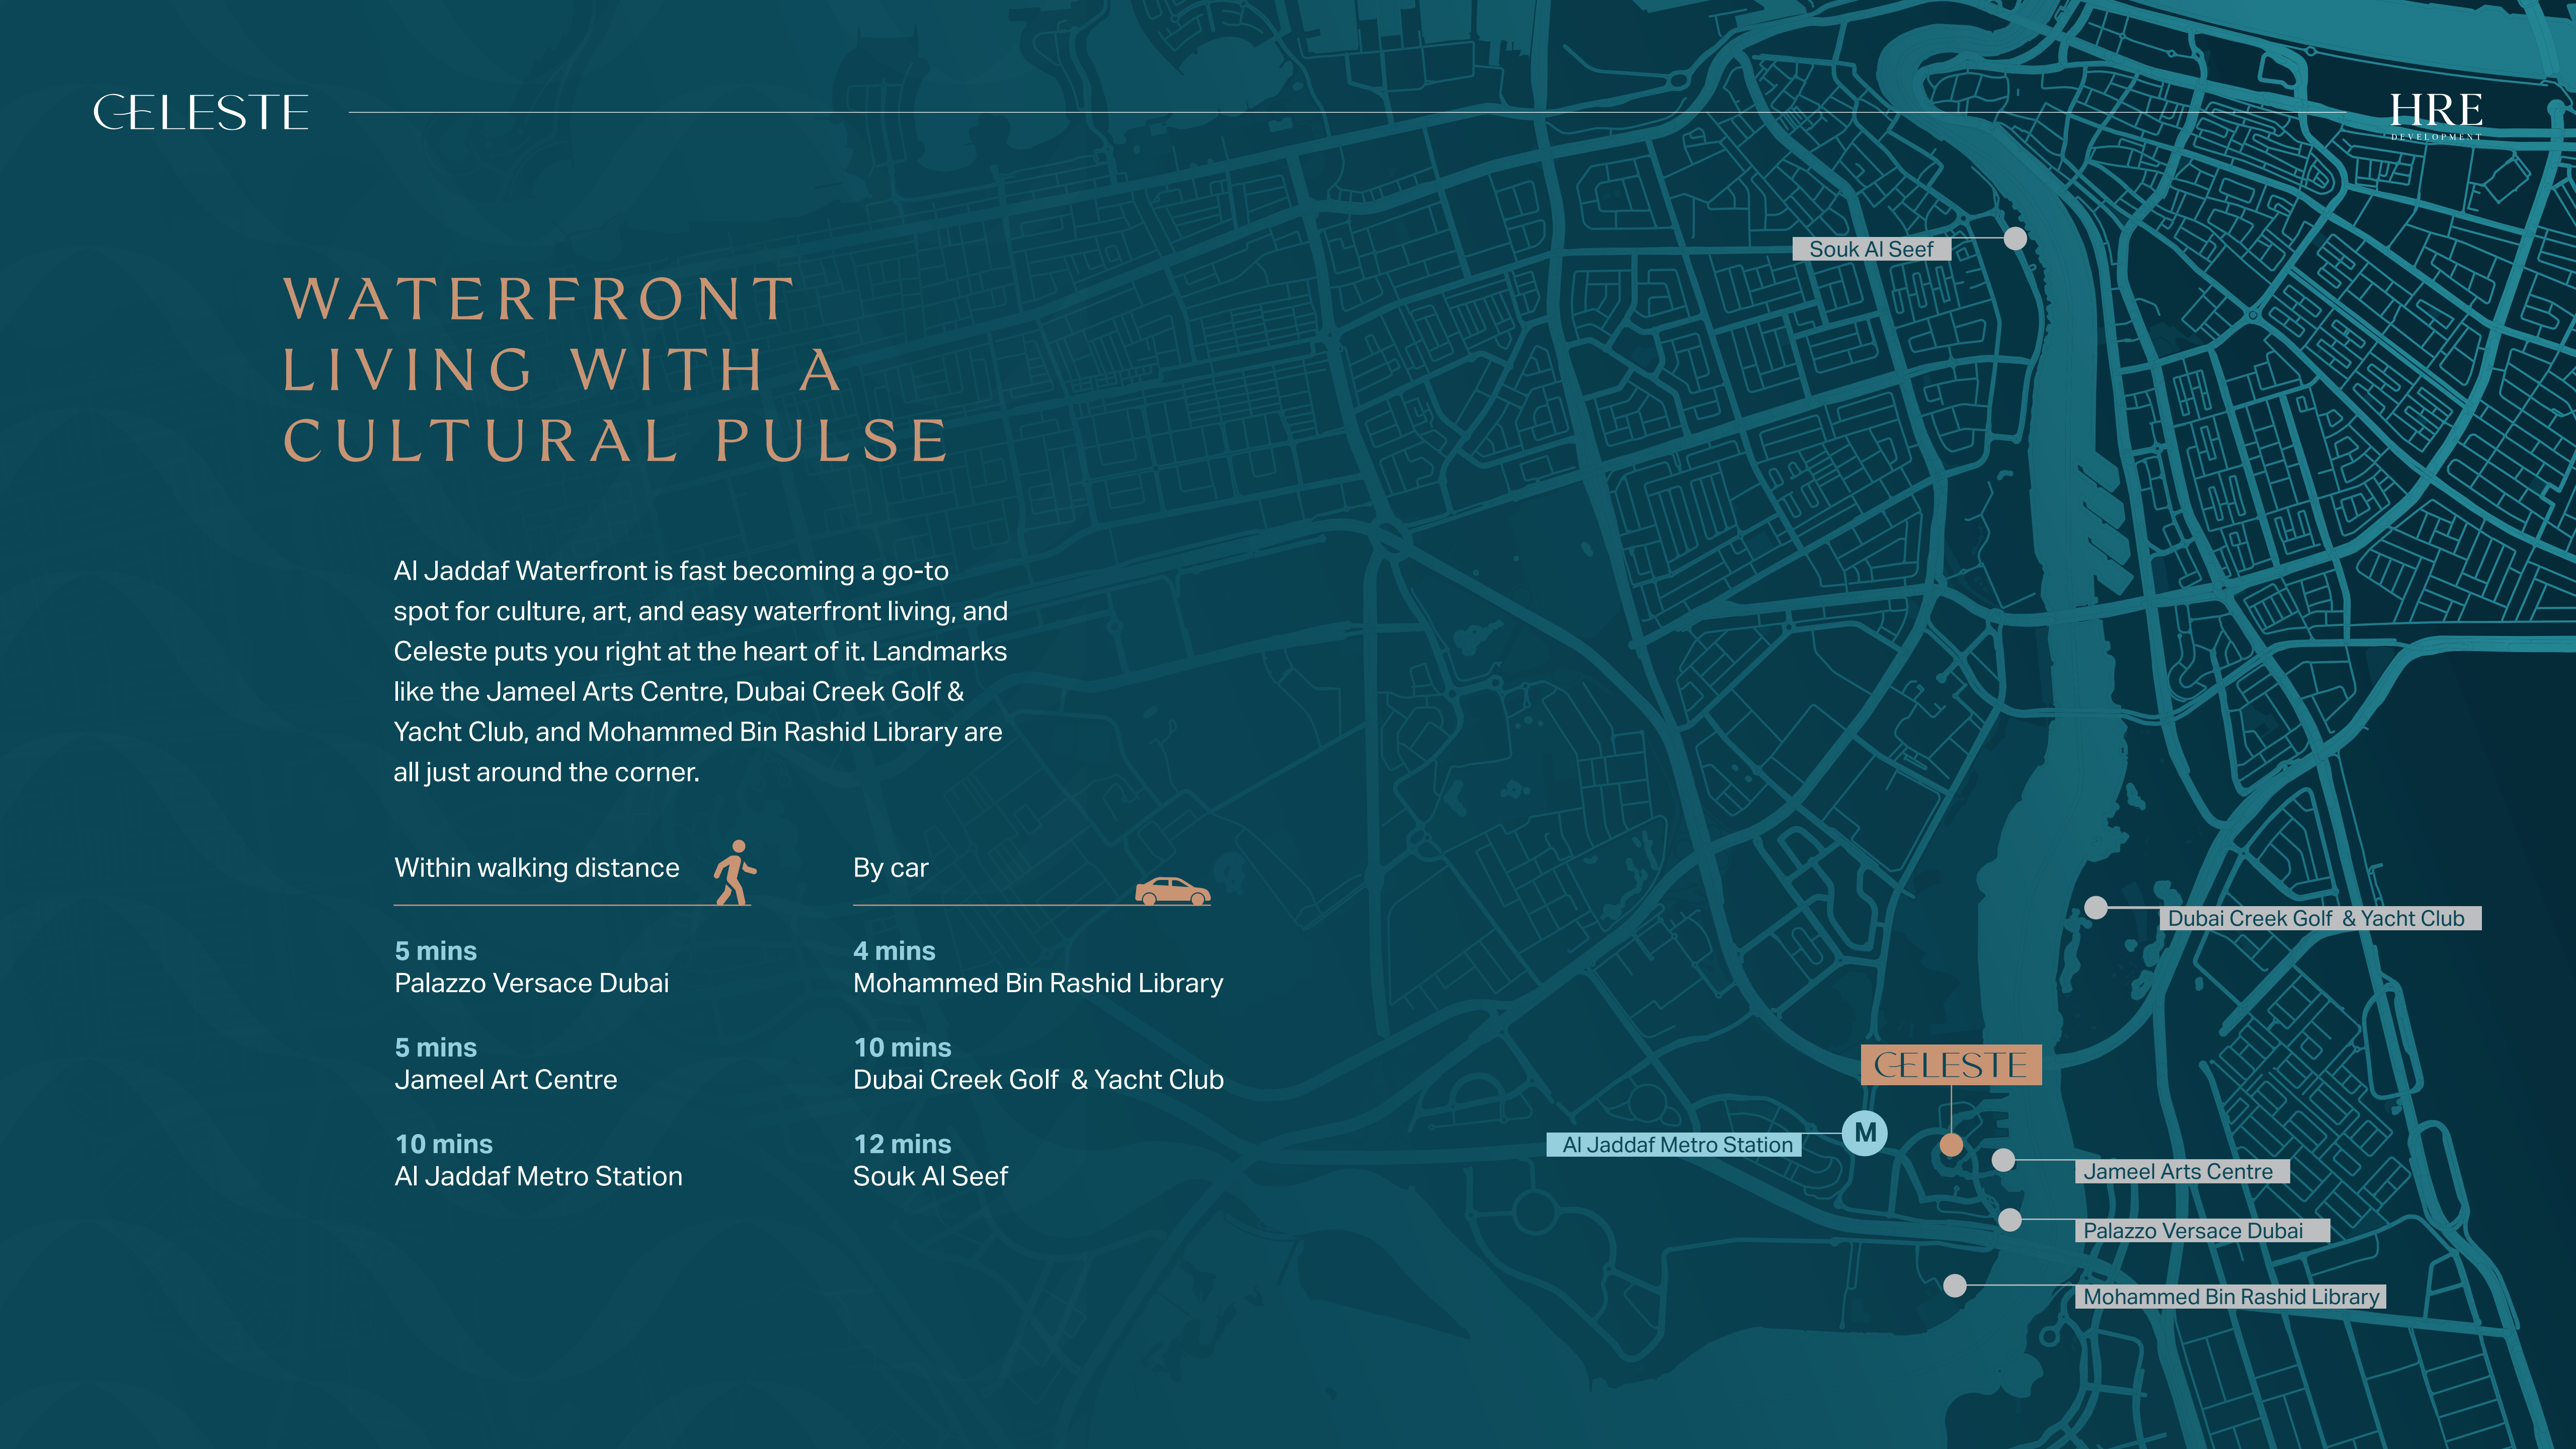 CELESTE
HRE
DEVELOPMENT
WATERFRONT
LIVING WITH A
CULTURAL PULSE
Al Jaddaf Waterfront is fast becoming a go-to
spot for culture, art, and easy waterfront living, and
Celeste puts you right at the heart of it. Landmarks
like the Jameel Arts Centre, Dubai Creek Golf &
Yacht Club, and Mohammed Bin Rashid Library are
all just around the corner.
Within walking distance
5 mins
Palazzo Versace Dubai
5 mins
Jameel Art Centre
10 mins
Al Jaddaf Metro Station
By car
4 mins
Mohammed Bin Rashid Library
10 mins
Dubai Creek Golf & Yacht Club
12 mins
Souk Al Seef
Souk Al Seef
Dubai Creek Golf & Yacht Club
CELESTE
Al Jaddaf Metro Station
M
Jameel Arts Centre
Palazzo Versace Dubai
Mohammed Bin Rashid Library